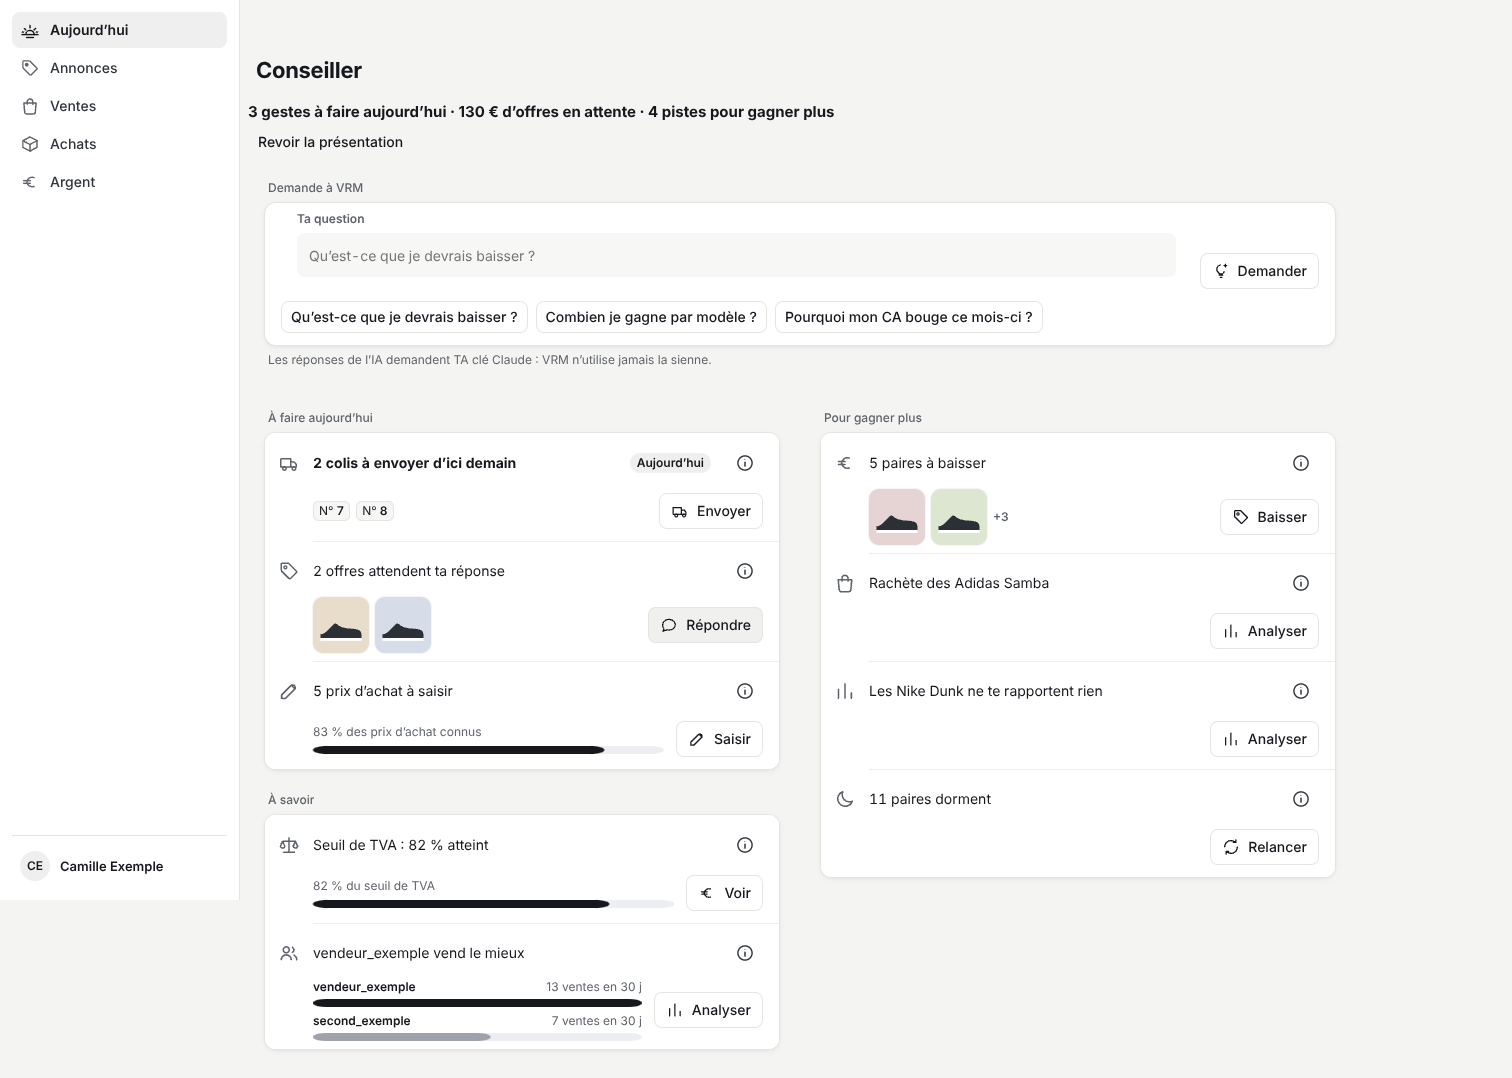 Aujourd’hui
Annonces
Ventes
Achats
Argent
CE
Camille Exemple
Conseiller
3 gestes à faire aujourd’hui · 130 € d’offres en attente · 4 pistes pour gagner plus
Revoir la présentation
Demande à VRM
Ta question
Qu’est-ce que je devrais baisser ?
Demander
Qu’est-ce que je devrais baisser ?
Combien je gagne par modèle ?
Pourquoi mon CA bouge ce mois-ci ?
Les réponses de l’IA demandent TA clé Claude : VRM n’utilise jamais la sienne.
À faire aujourd’hui
2 colis à envoyer d’ici demain
Aujourd’hui
N° 7
N° 8
Envoyer
2 offres attendent ta réponse
Répondre
5 prix d’achat à saisir
83 % des prix d’achat connus
Saisir
À savoir
Seuil de TVA : 82 % atteint
82 % du seuil de TVA
Voir
vendeur_exemple vend le mieux
vendeur_exemple
13 ventes en 30 j
second_exemple
7 ventes en 30 j
Analyser
Pour gagner plus
5 paires à baisser
+3
Baisser
Rachète des Adidas Samba
Analyser
Les Nike Dunk ne te rapportent rien
Analyser
11 paires dorment
Relancer